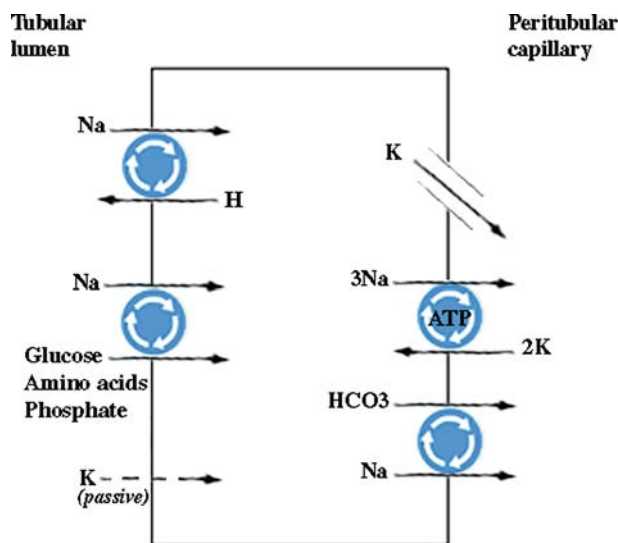 Tubular
lumen
Peritubular
capillary
Na
H
K
Na
Glucose
Amino acids
Phosphate
3Na
ATP
2K
HCO3
Na
K
(passive)